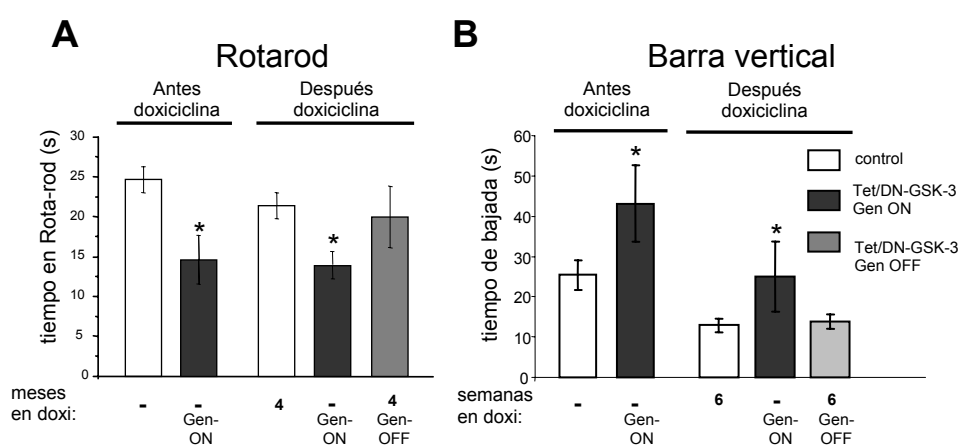 A
Rotarod
Antes
doxiciclina
Después
doxiciclina
tiempo en Rota-rod (s)
30
25
20
15
10
5
0
*
*
meses
en doxi:
-
-
4
-
4
Gen-
ON
Gen-
ON
Gen-
OFF
B
Barra vertical
Antes
doxiciclina
Después
doxiciclina
tiempo de bajada (s)
60
50
40
30
20
10
0
*
*
control
Tet/DN-GSK-3
Gen ON
Tet/DN-GSK-3
Gen OFF
semanas
en doxi:
-
-
6
-
6
Gen-
ON
Gen-
ON
Gen-
OFF